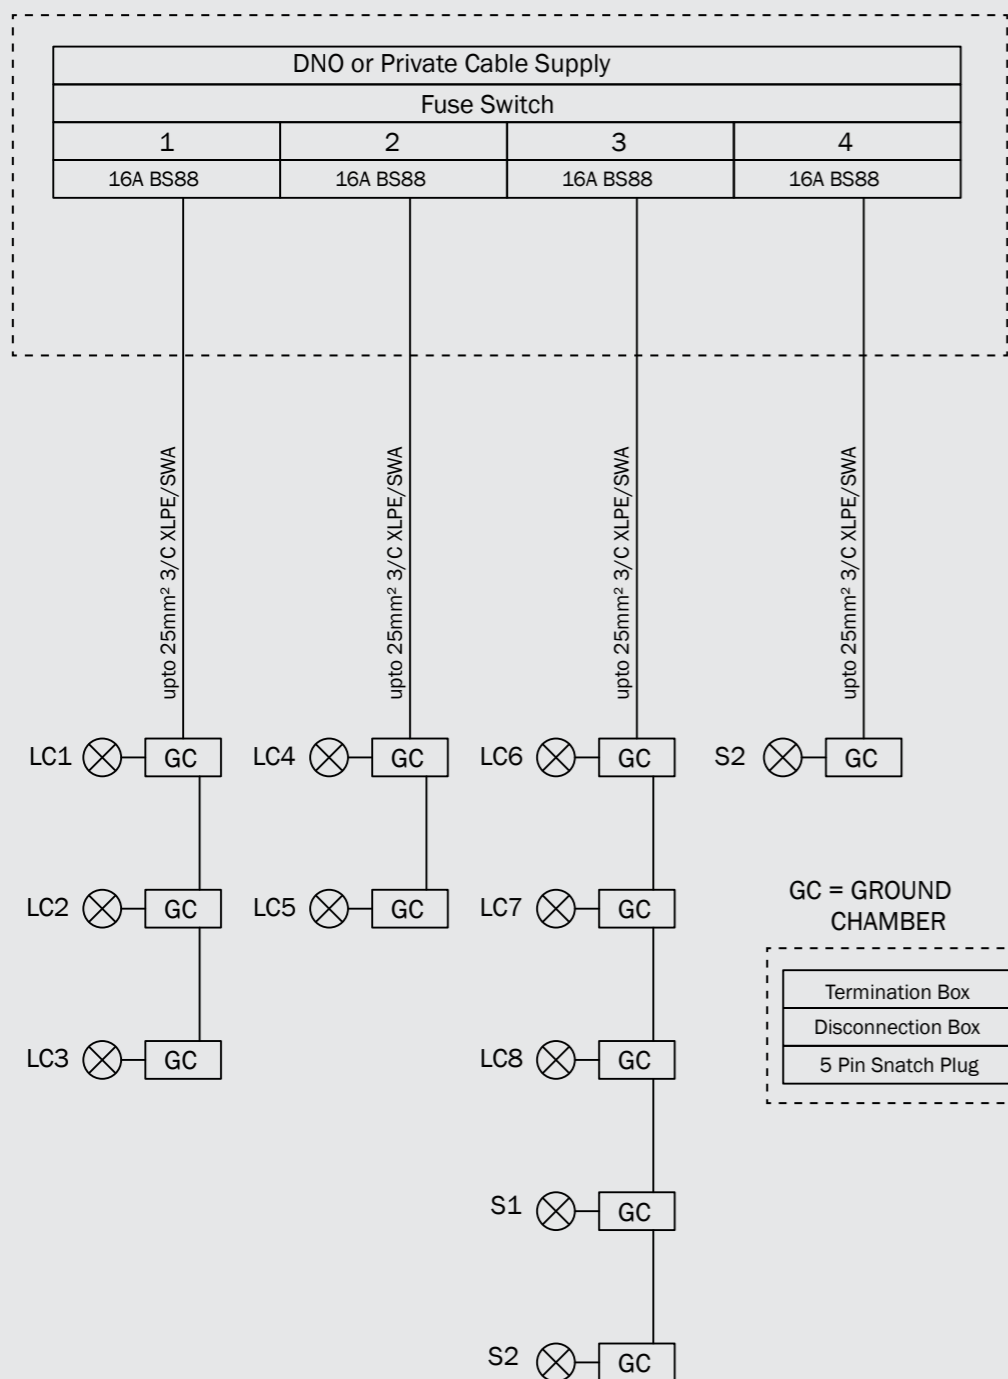 DNO or Private Cable Supply
Fuse Switch
1 2 3 4
16A BS88 16A BS88 16A BS88 16A BS88
upto 25mm² 3/C XLPE/SWA
upto 25mm² 3/C XLPE/SWA
upto 25mm² 3/C XLPE/SWA
upto 25mm² 3/C XLPE/SWA
LC1 GC LC4 GC LC6 GC S2 GC
LC2 GC LC5 GC LC7 GC
GC = GROUND
CHAMBER
Termination Box
Disconnection Box
5 Pin Snatch Plug
LC3 GC LC8 GC
S1 GC
S2 GC